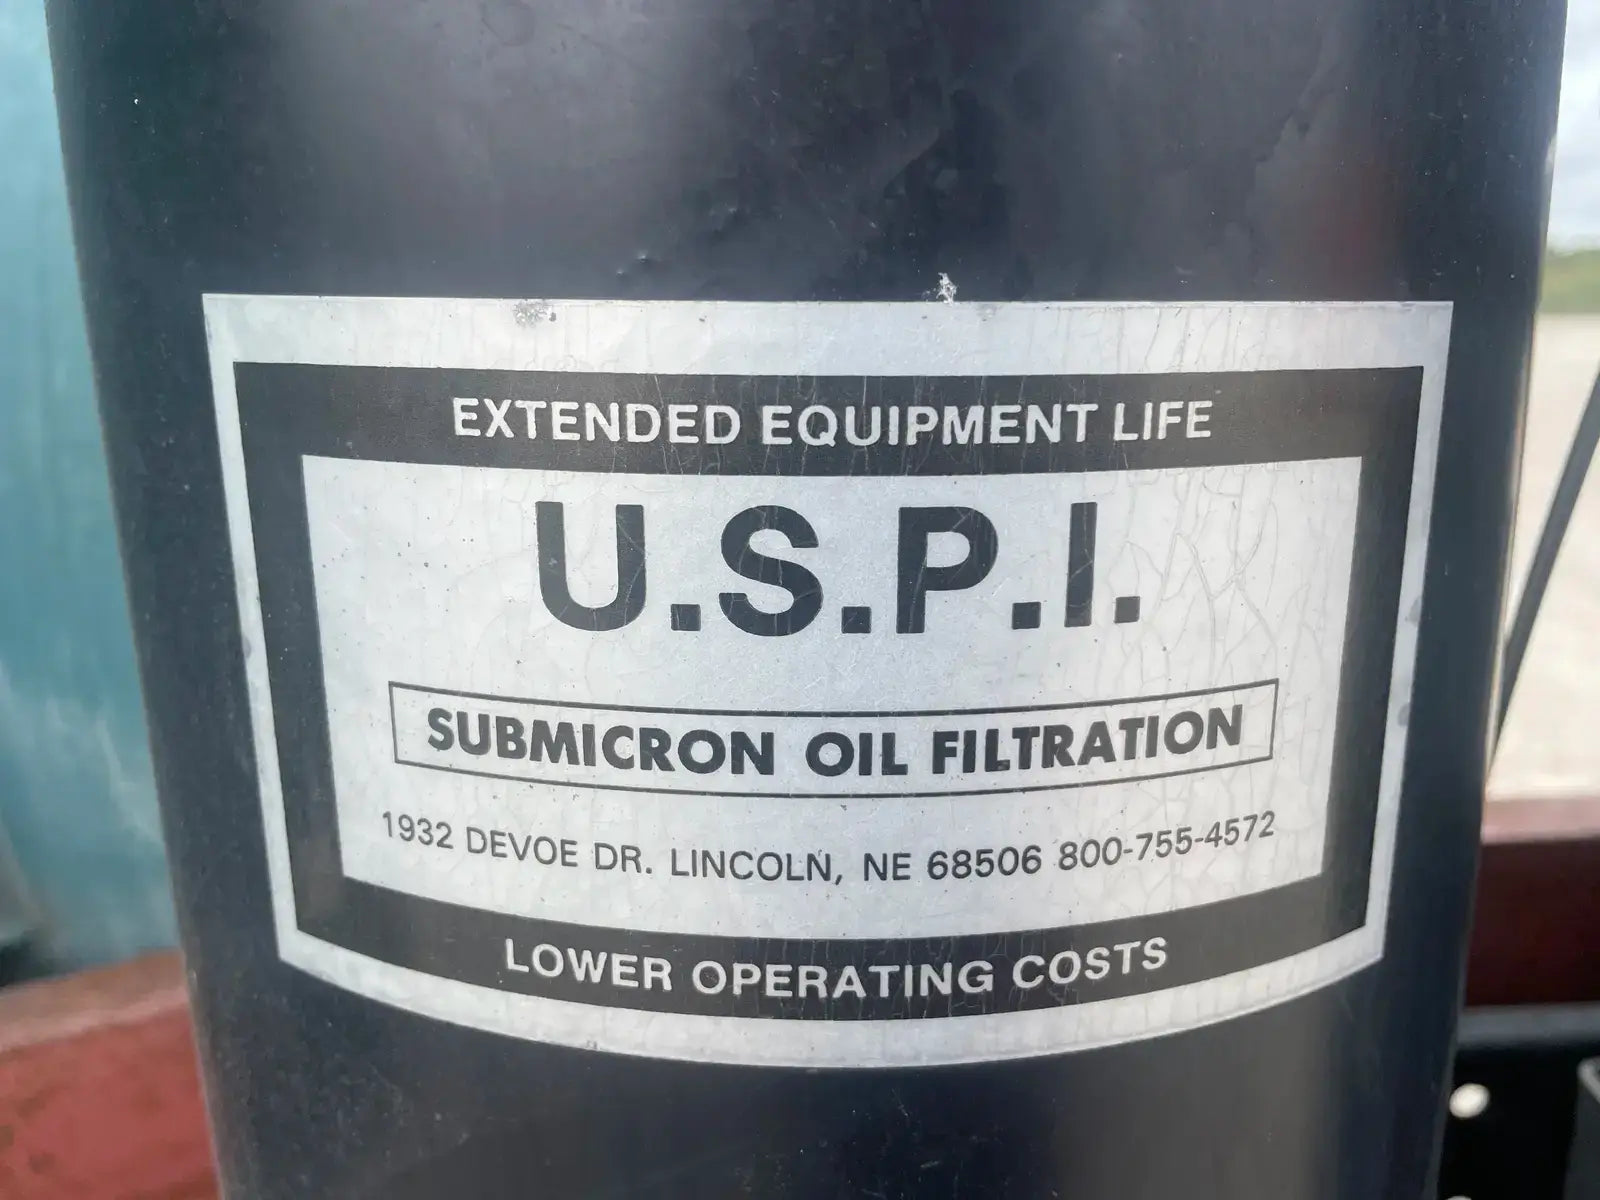 EXTENDED EQUIPMENT LIFE
U.S.P.I.
SUBMICRON OIL FILTRATION
1932 DEVOE DR. LINCOLN, NE 68506 800-755-4572
LOWER OPERATING COSTS